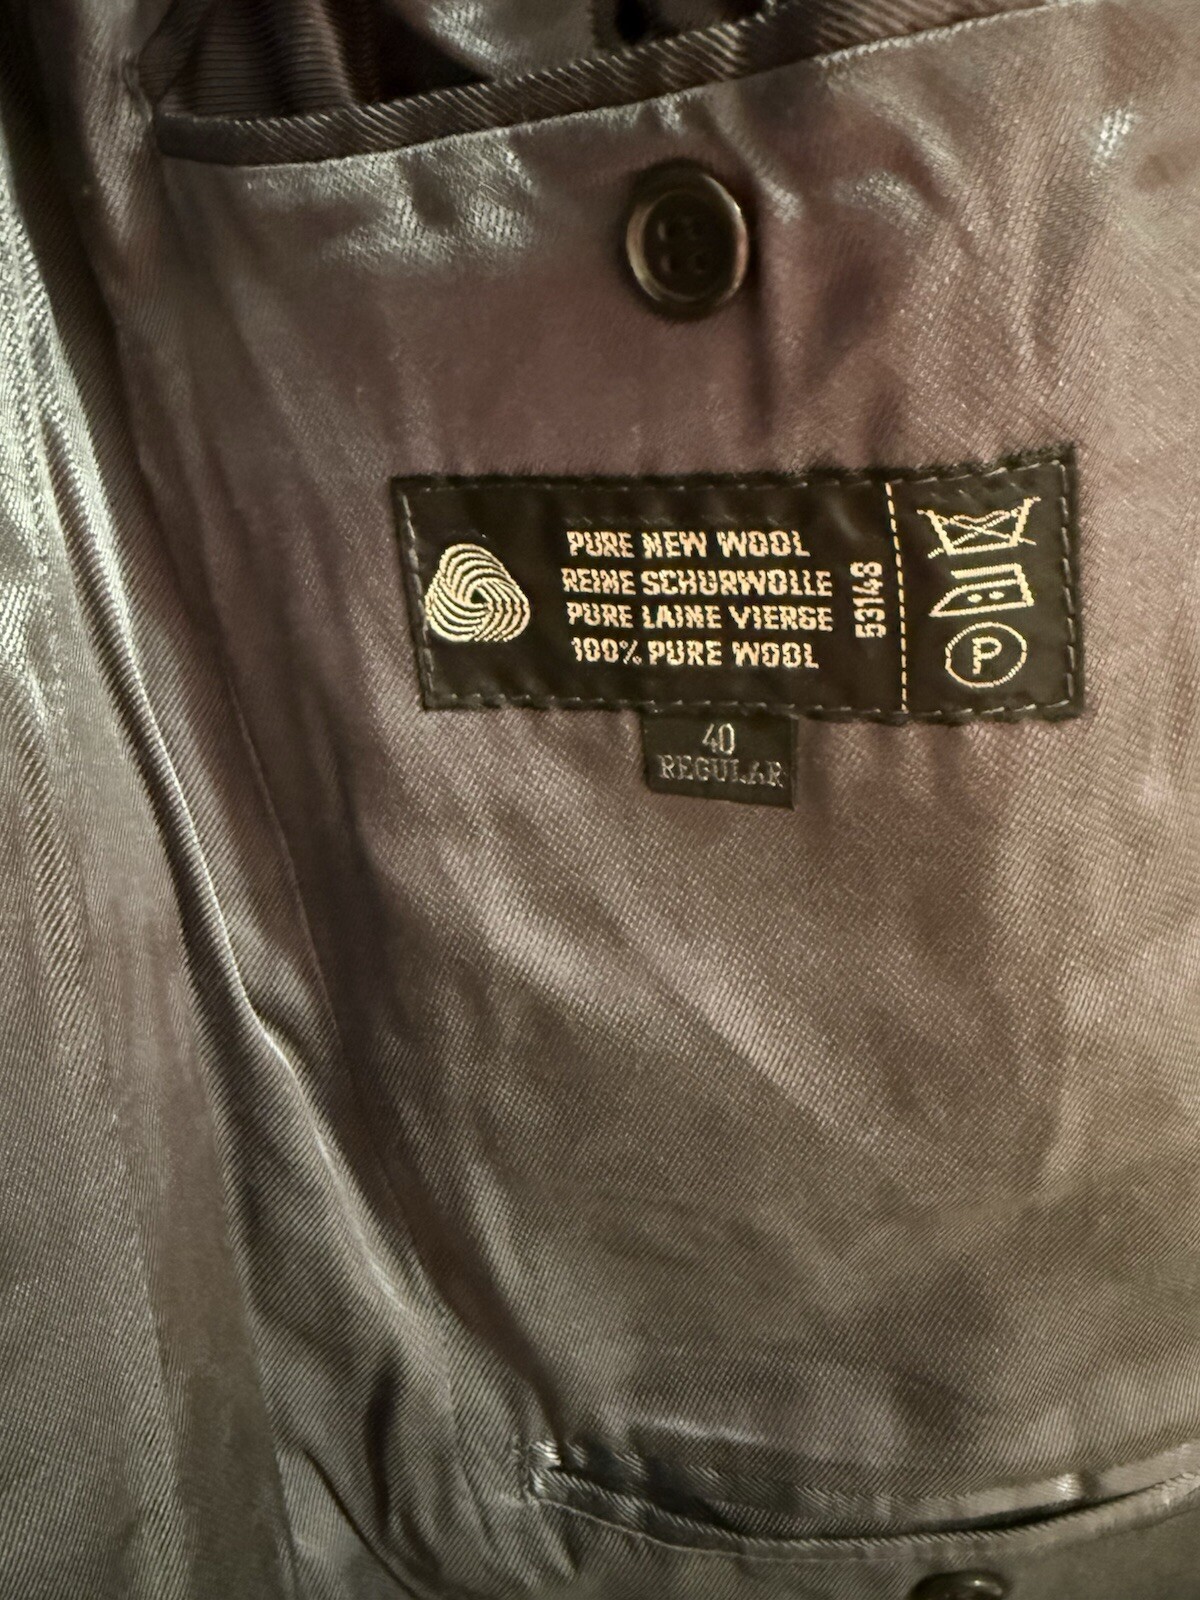 PURE NEW WOOL
REINE SCHURWOLLE
PURE LAINE VIERGE
100% PURE WOOL
53148
P
40
REGULAR